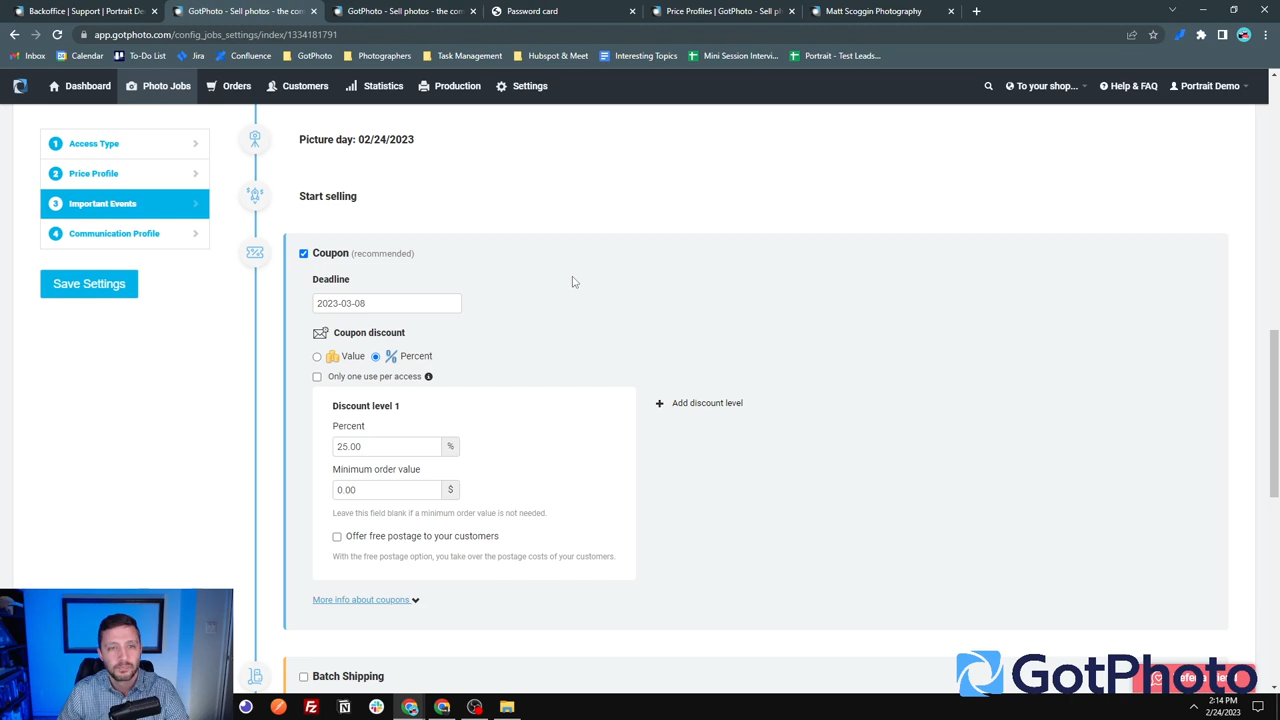 Backoffice | Support | Portrait De
GotPhoto - Sell photos - the com
GotPhoto - Sell photos - the com
Password card
Price Profiles | GotPhoto - Sell ph
Matt Scoggin Photography
app.gotphoto.com/config_jobs_settings/index/1334181791
Inbox
Calendar
To-Do List
Jira
Confluence
GotPhoto
Photographers
Task Management
Hubspot & Meet
Interesting Topics
Mini Session Intervi...
Portrait - Test Leads...
Dashboard
Photo Jobs
Orders
Customers
Statistics
Production
Settings
To your shop...
Help & FAQ
Portrait Demo
1 Access Type
2 Price Profile
3 Important Events
4 Communication Profile
Save Settings
Picture day: 02/24/2023
Start selling
Coupon (recommended)
Deadline
2023-03-08
Coupon discount
Value
Percent
Only one use per access
Discount level 1
Percent
25.00 %
Minimum order value
0.00 $
Leave this field blank if a minimum order value is not needed.
Offer free postage to your customers
With the free postage option, you take over the postage costs of your customers.
+ Add discount level
More info about coupons
Batch Shipping
GotPhoto
2:14 PM
2/24/2023